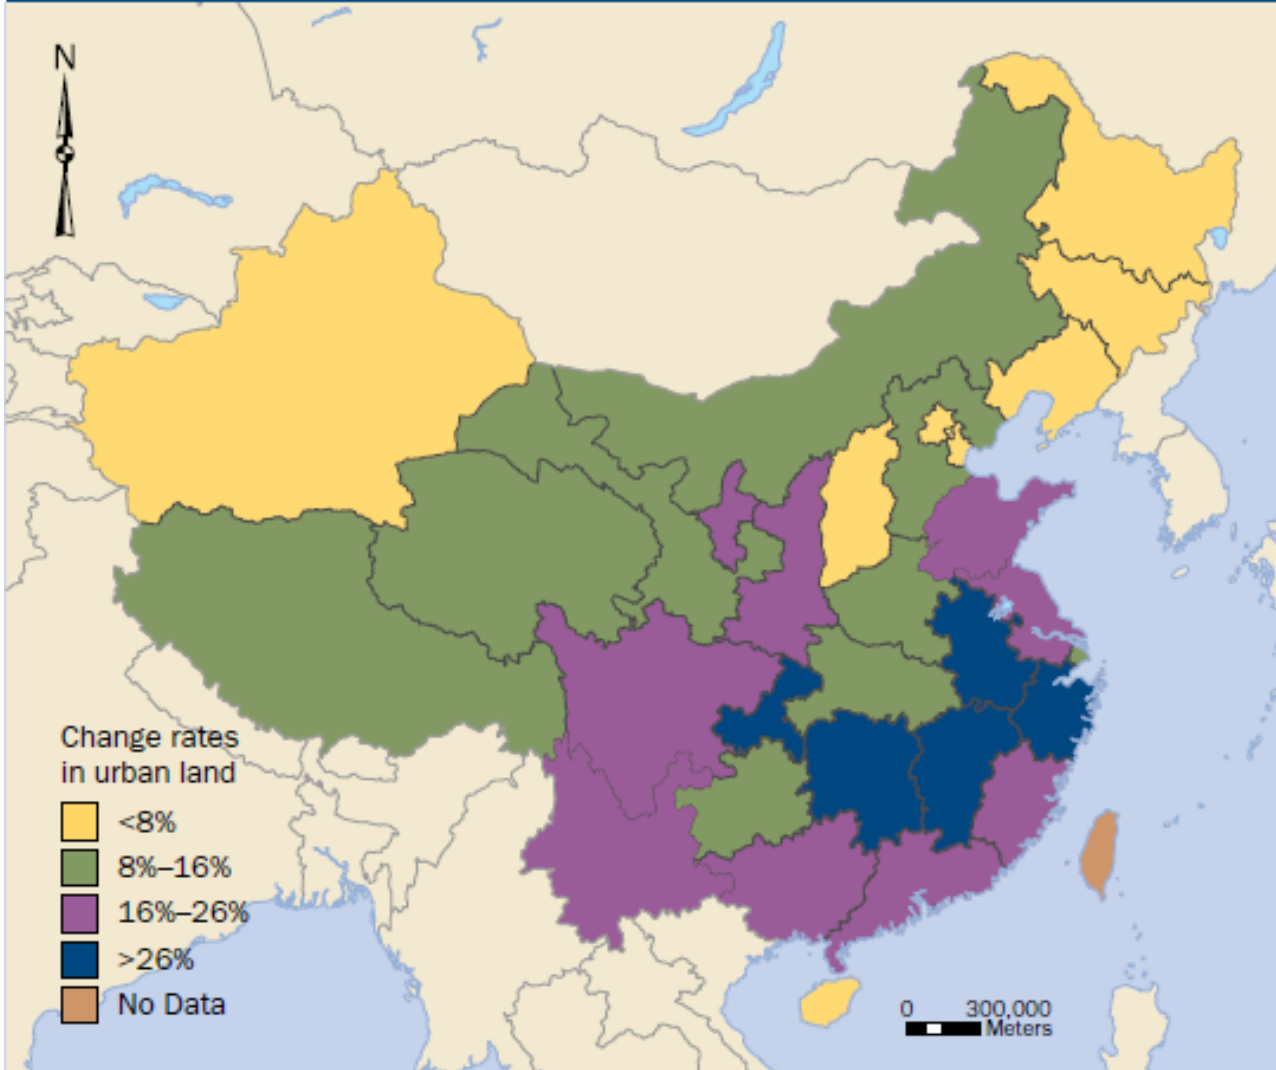 N
Change rates
in urban land
<8%
8%–16%
16%–26%
>26%
No Data
0 300,000
Meters